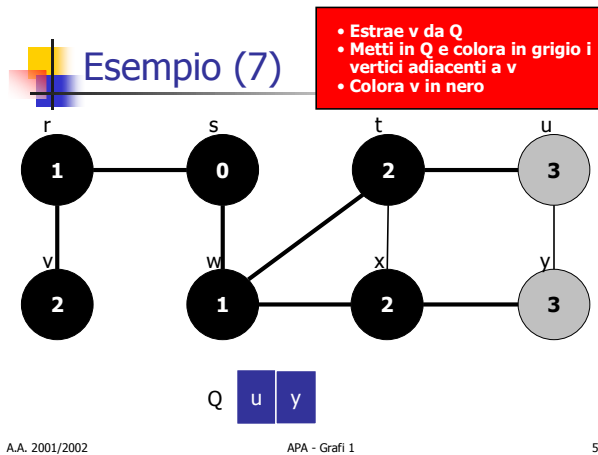 Esempio (7)
• Estrae v da Q
• Metti in Q e colora in grigio i
vertici adiacenti a v
• Colora v in nero
r s t u
1 0 2 3
v w x y
2 1 2 3
Q u y
A.A. 2001/2002 APA - Grafi 1 5